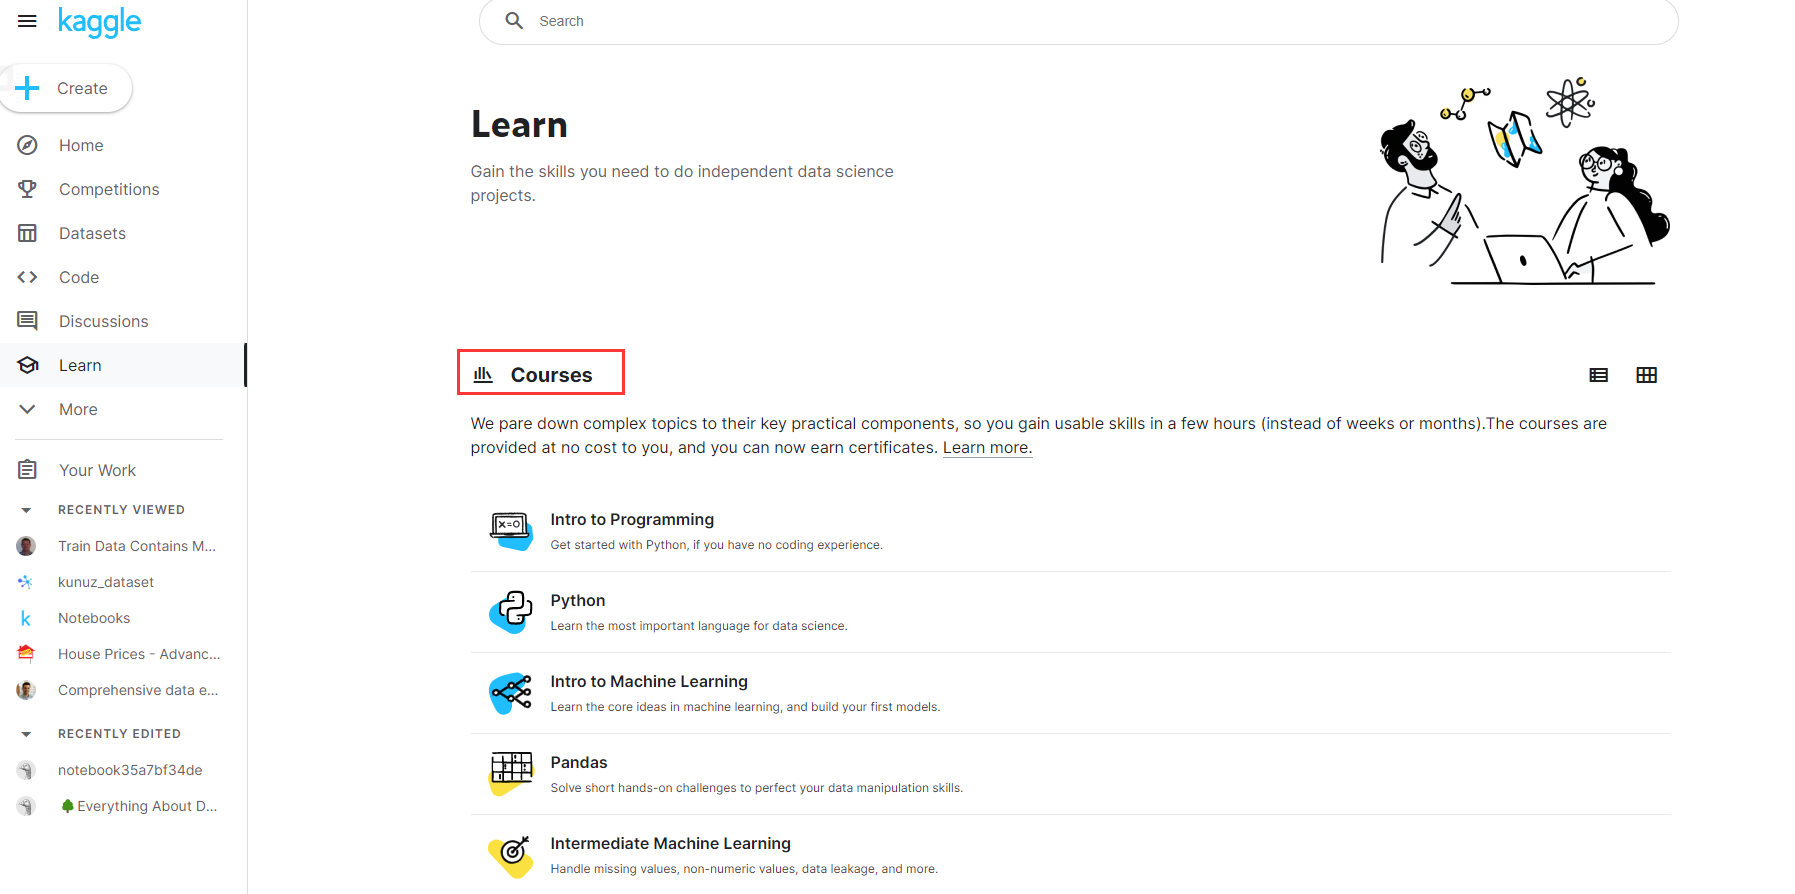 kaggle
Search
Create
Home
Competitions
Datasets
Code
Discussions
Learn
More
Your Work
RECENTLY VIEWED
Train Data Contains M...
kunuz_dataset
Notebooks
House Prices - Advanc...
Comprehensive data e...
RECENTLY EDITED
notebook35a7bf34de
Everything About D...
Learn
Gain the skills you need to do independent data science
projects.
Courses
We pare down complex topics to their key practical components, so you gain usable skills in a few hours (instead of weeks or months).The courses are
provided at no cost to you, and you can now earn certificates. Learn more.
x=0
Intro to Programming
Get started with Python, if you have no coding experience.
Python
Learn the most important language for data science.
Intro to Machine Learning
Learn the core ideas in machine learning, and build your first models.
Pandas
Solve short hands-on challenges to perfect your data manipulation skills.
Intermediate Machine Learning
Handle missing values, non-numeric values, data leakage, and more.